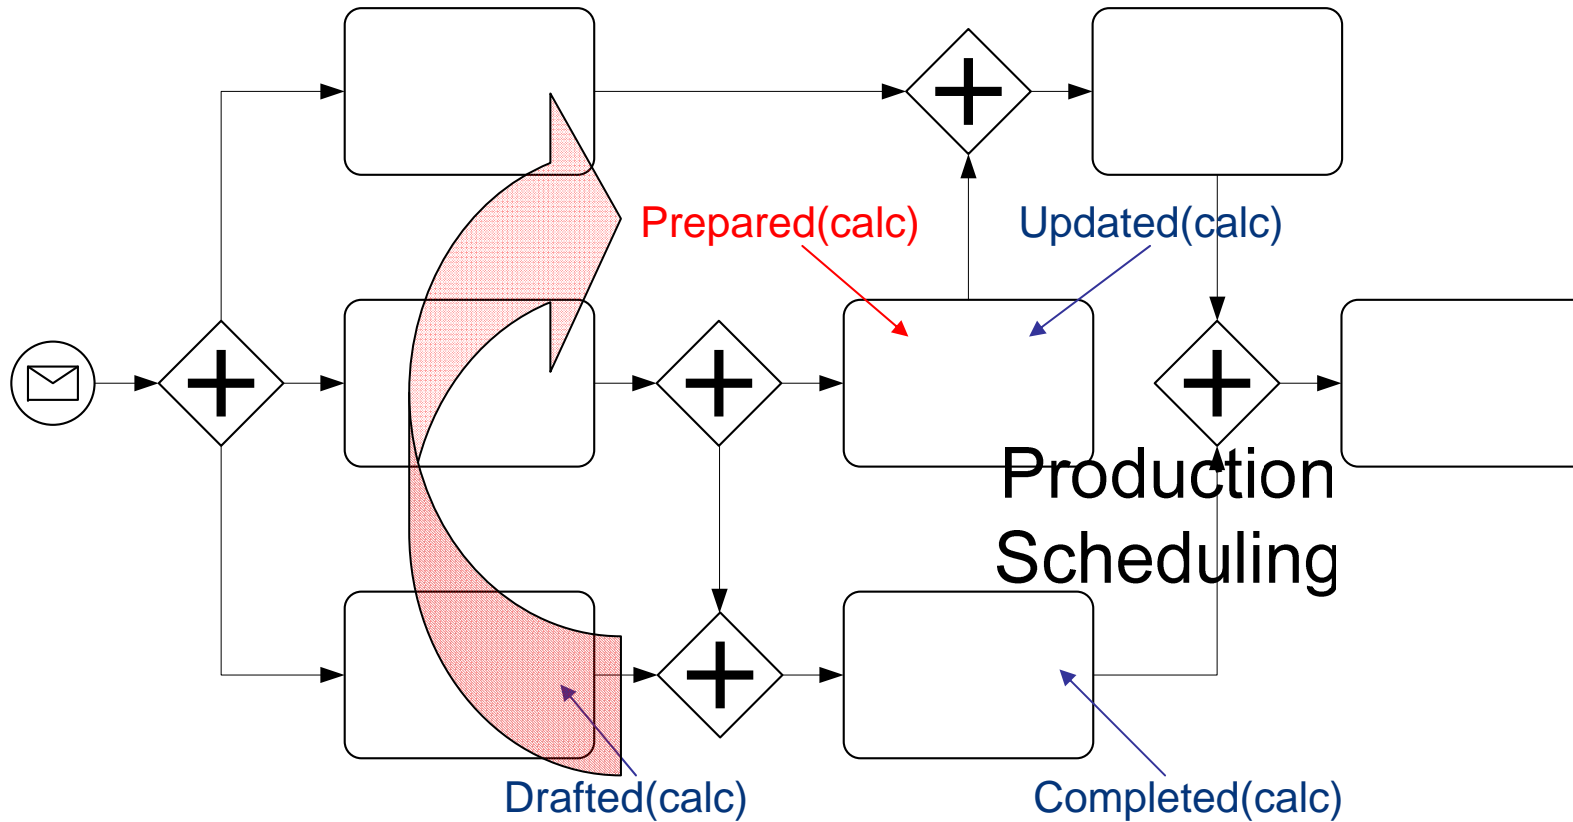 Prepared(calc)
Updated(calc)
Production
Scheduling
Drafted(calc)
Completed(calc)